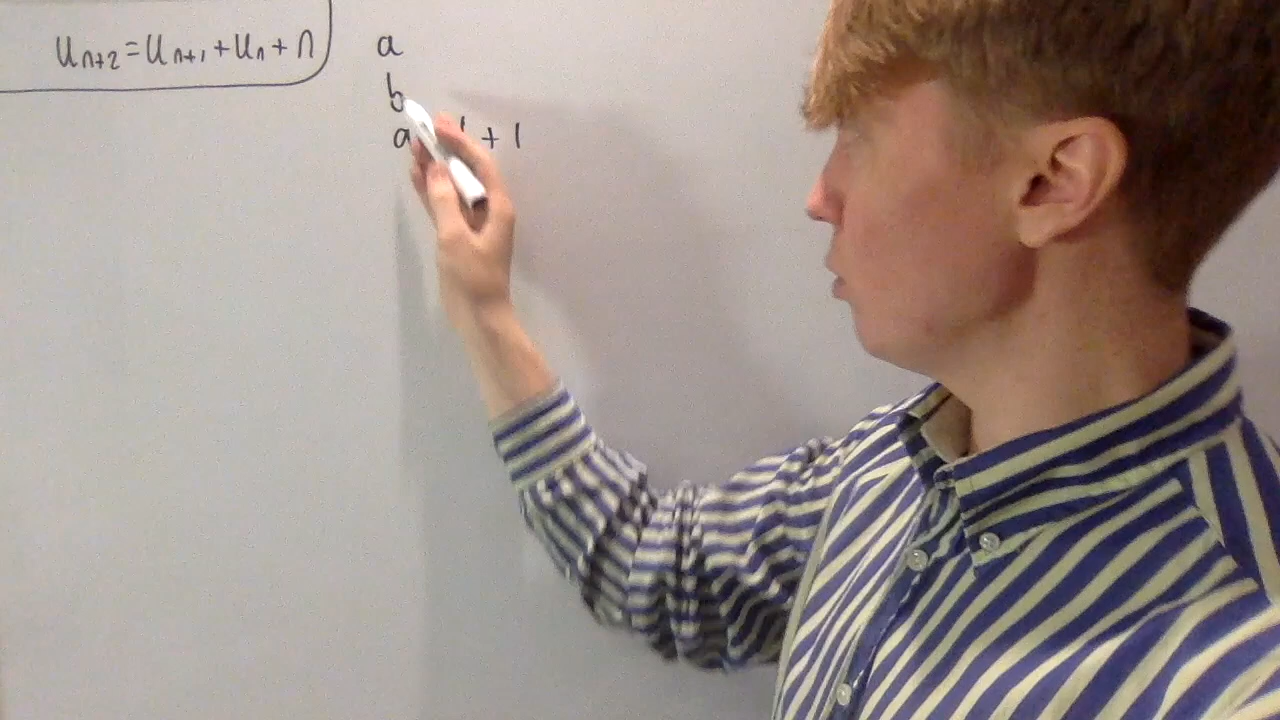 uₙ₊₂=uₙ₊₁+uₙ+n
a
b
a + 1